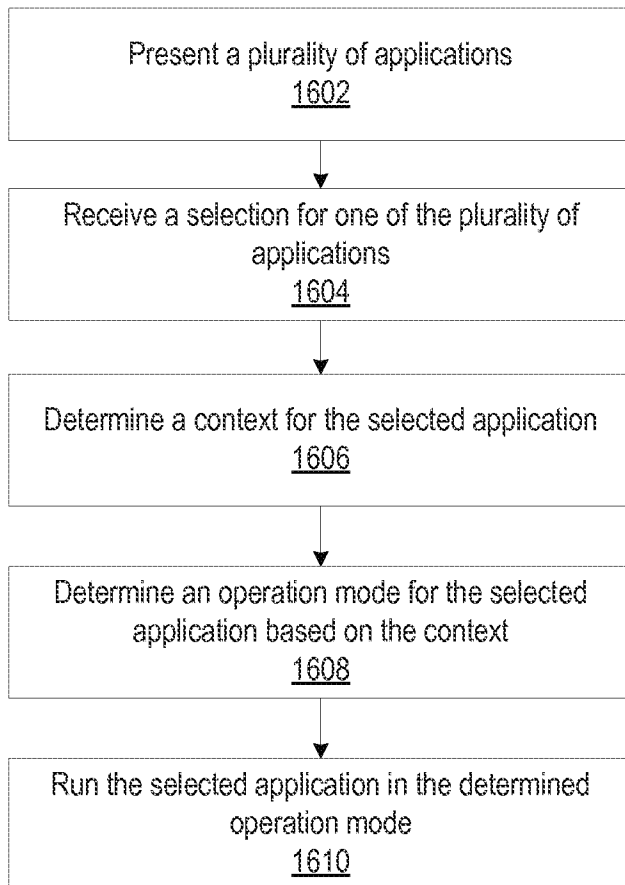 Present a plurality of applications
1602
Receive a selection for one of the plurality of
applications
1604
Determine a context for the selected application
1606
Determine an operation mode for the selected
application based on the context
1608
Run the selected application in the determined
operation mode
1610